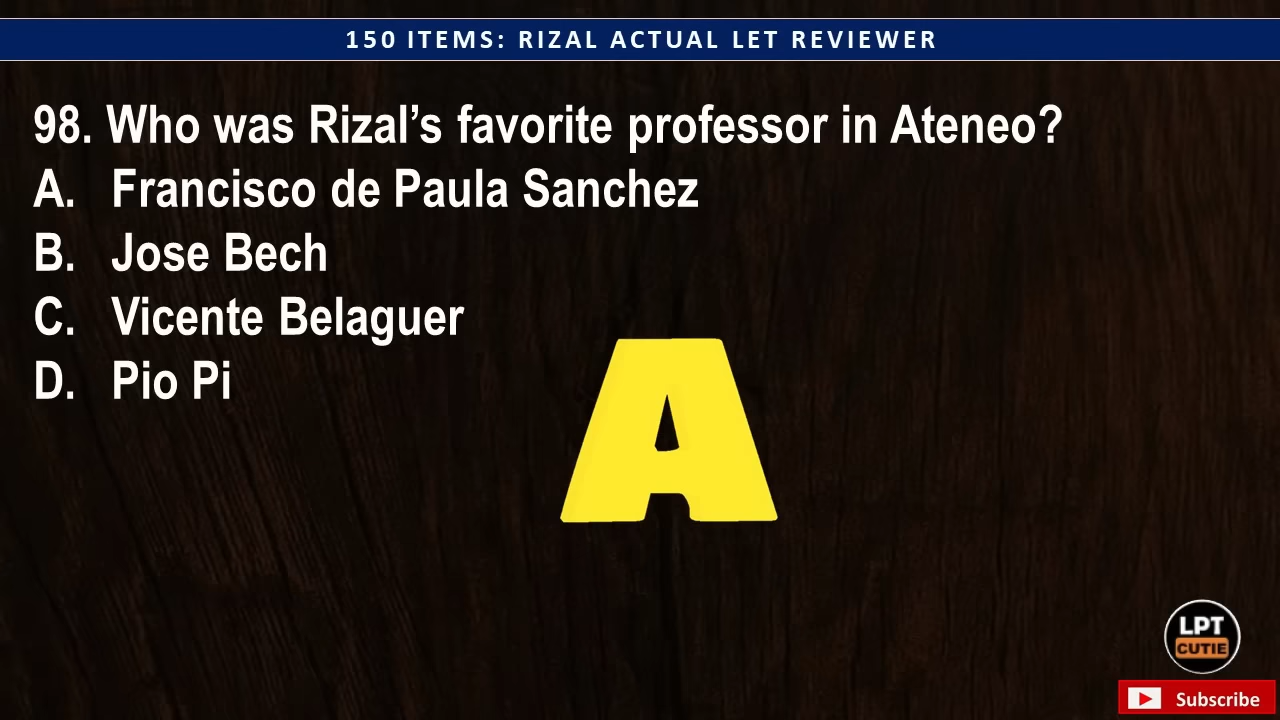 150 ITEMS: RIZAL ACTUAL LET REVIEWER
98. Who was Rizal’s favorite professor in Ateneo?
A. Francisco de Paula Sanchez
B. Jose Bech
C. Vicente Belaguer
D. Pio Pi
A
LPT
CUTIE
Subscribe